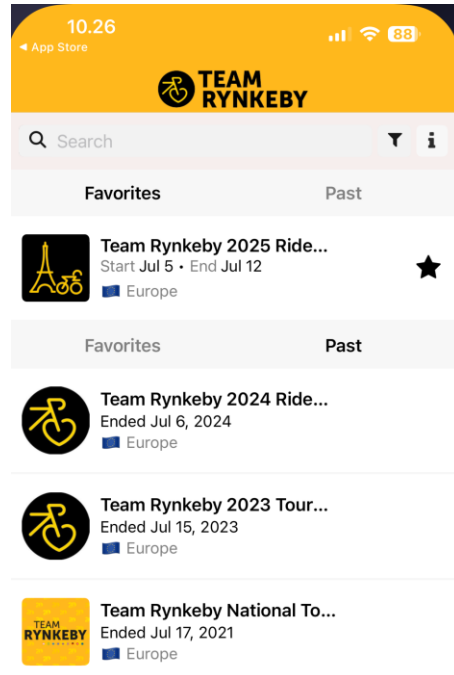 10.26
88
◀ App Store
TEAM
RYNKEBY
Search
Favorites Past
Team Rynkeby 2025 Ride...
Start Jul 5 • End Jul 12
Europe
Favorites Past
Team Rynkeby 2024 Ride...
Ended Jul 6, 2024
Europe
Team Rynkeby 2023 Tour...
Ended Jul 15, 2023
Europe
TEAM
RYNKEBY
Team Rynkeby National To...
Ended Jul 17, 2021
Europe